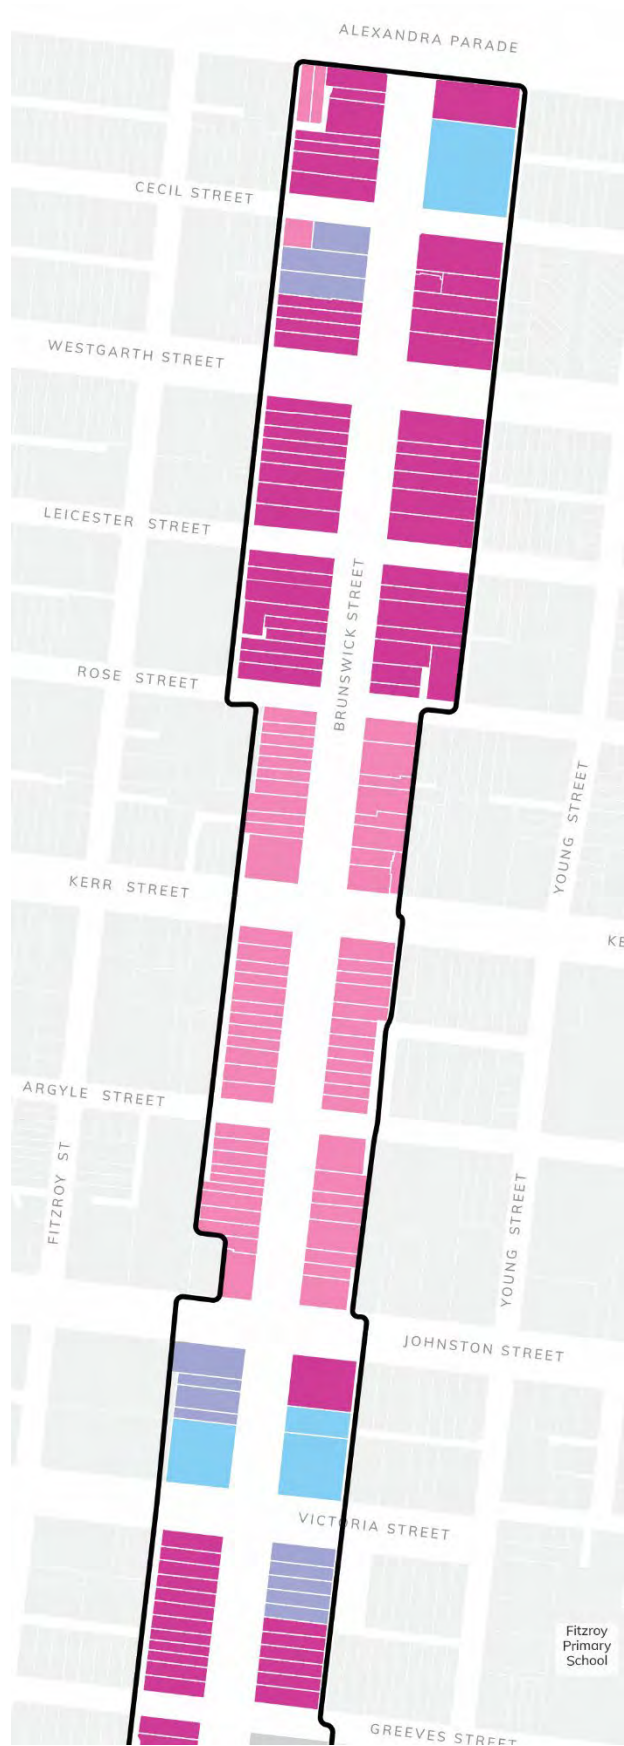 ALEXANDRA PARADE
CECIL STREET
WESTGARTH STREET
LEICESTER STREET
BRUNSWICK STREET
ROSE STREET
YOUNG STREET
KERR STREET
KE
ARGYLE STREET
FITZROY ST
YOUNG STREET
JOHNSTON STREET
VICTORIA STREET
Fitzroy
Primary
School
GREEVES STREET